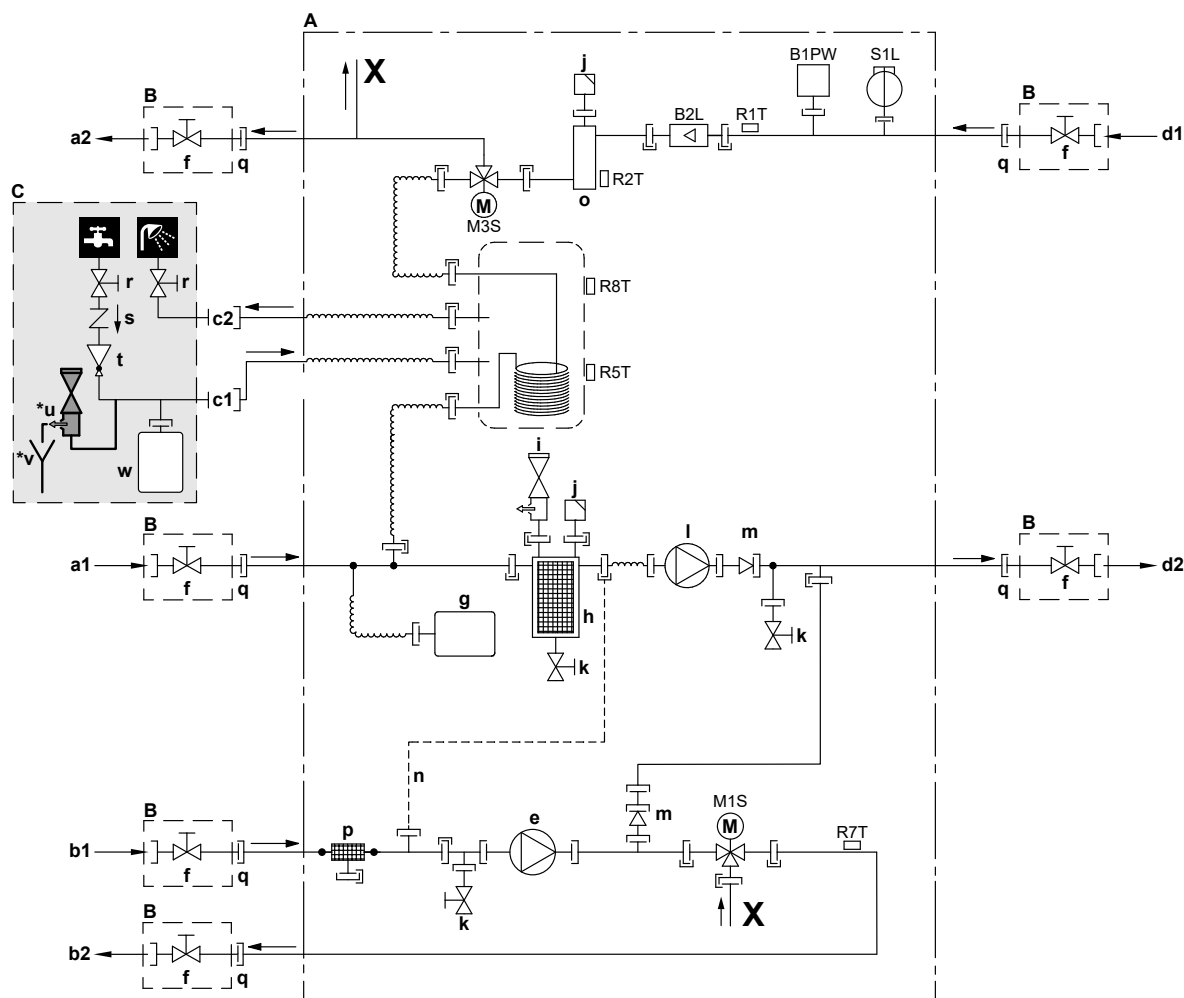 A
X
j
B1PW
S1L
B
B
a2
f
q
B2L
R1T
q
f
d1
C
M
M3S
o
R2T
r
r
R8T
c2
s
t
R5T
c1
*u
*v
w
i
j
B
l
m
B
a1
f
q
h
q
f
d2
g
k
k
n
B
p
e
m
M1S
M
R7T
b1
f
q
k
X
B
b2
f
q